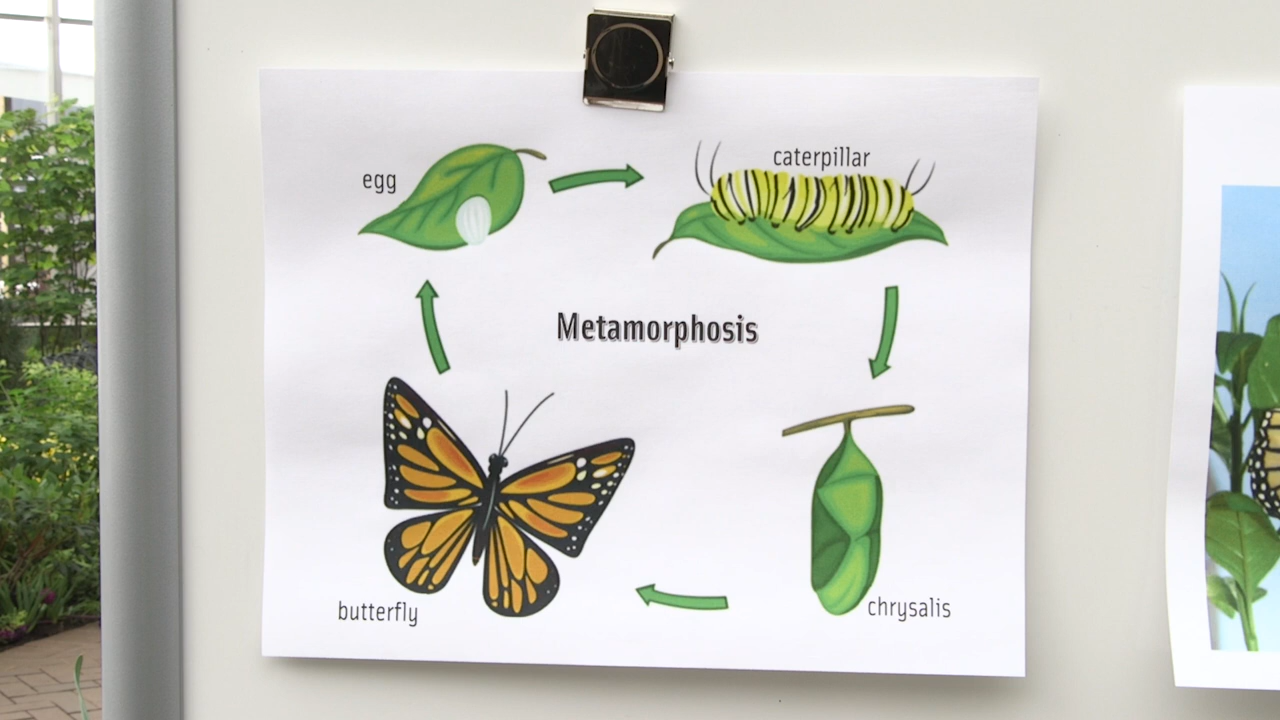 egg
caterpillar
Metamorphosis
butterfly
chrysalis